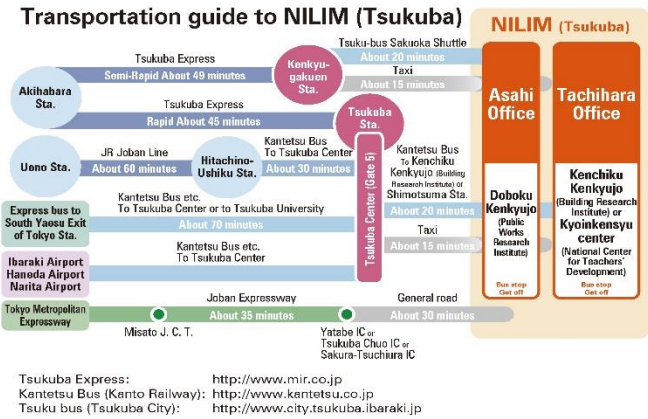 Transportation guide to NILIM (Tsukuba)
NILIM (Tsukuba)
Akihabara
Sta.
Tsukuba Express
Semi-Rapid About 49 minutes
Kenkyu-
gakuen
Sta.
Tsuku-bus Sakuoka Shuttle
About 20 minutes
Taxi
About 15 minutes
Tsukuba Express
Rapid About 45 minutes
Tsukuba
Sta.
Ueno Sta.
JR Joban Line
About 60 minutes
Hitachino-
Ushiku Sta.
Kantetsu Bus
To Tsukuba Center
About 30 minutes
Tsukuba Center (Gate 5)
Kantetsu Bus
To Kenchiku
Kenkyujo (Building
Research Institute) or
Shimotsuma Sta.
About 20 minutes
Taxi
About 15 minutes
Express bus to
South Yaesu Exit
of Tokyo Sta.
Kantetsu Bus etc.
To Tsukuba Center or to Tsukuba University
About 70 minutes
Ibaraki Airport
Haneda Airport
Narita Airport
Kantetsu Bus etc.
To Tsukuba Center
Tokyo Metropolitan
Expressway
Joban Expressway
About 35 minutes
General road
About 30 minutes
Misato J. C. T.
Yatabe IC or
Tsukuba Chuo IC or
Sakura-Tsuchiura IC
Asahi
Office
Doboku
Kenkyujo
(Public
Works
Research
Institute)
Bus stop
Get off
Tachihara
Office
Kenchiku
Kenkyujo
(Building Research
Institute) or
Kyoinkensyu
center
(National Center
for Teachers'
Development)
Bus stop
Get off
Tsukuba Express: http://www.mir.co.jp
Kantetsu Bus (Kanto Railway): http://www.kantetsu.co.jp
Tsuku bus (Tsukuba City): http://www.city.tsukuba.ibaraki.jp